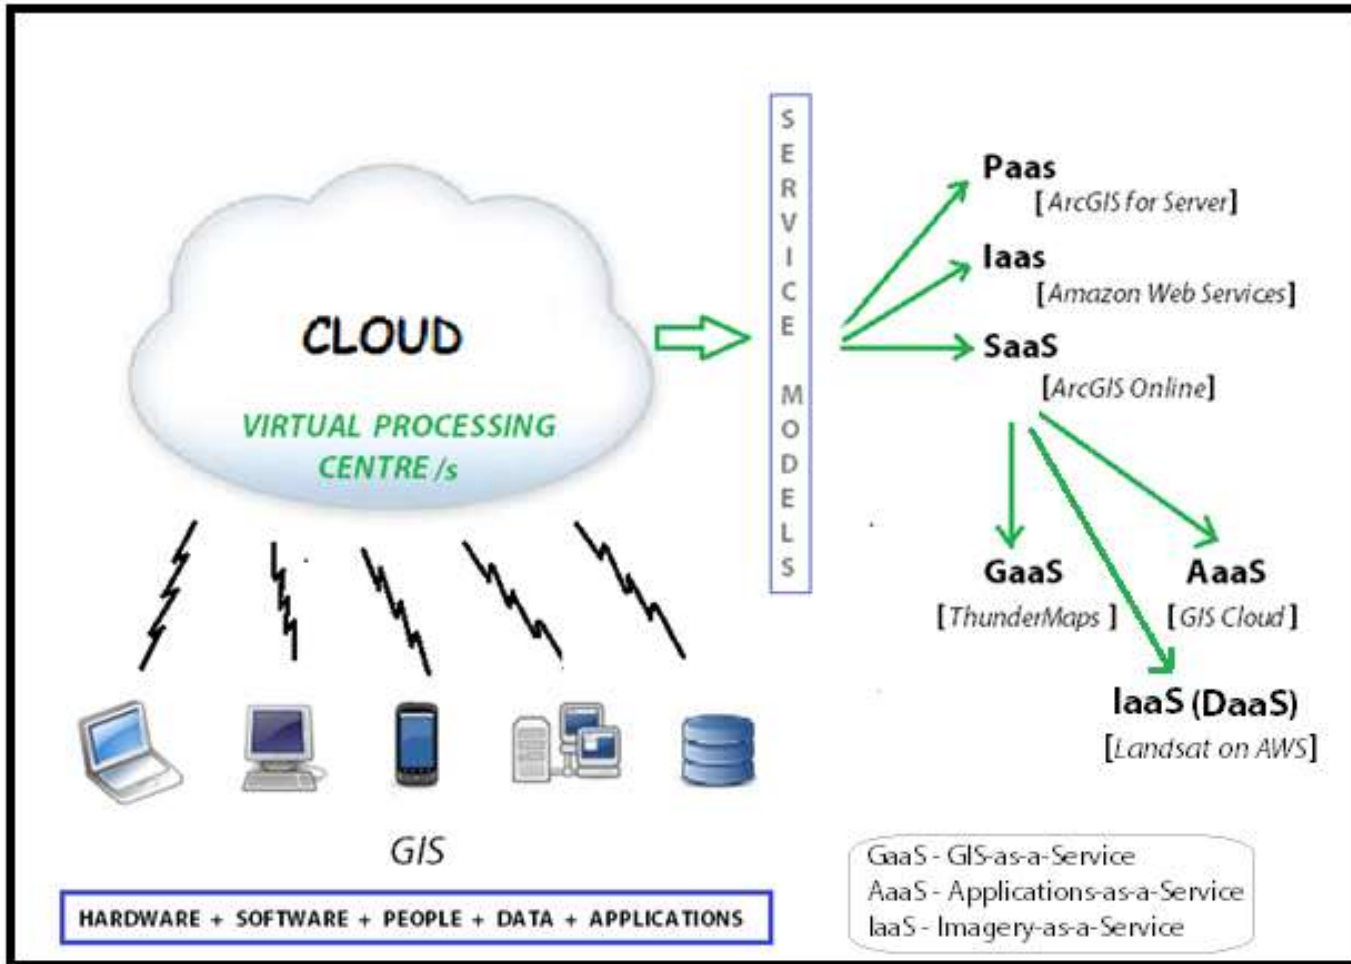 CLOUD
VIRTUAL PROCESSING
CENTRE/s
SERVICE MODELS
Paas
[ArcGIS for Server]
Iaas
[Amazon Web Services]
SaaS
[ArcGIS Online]
GaaS
[ThunderMaps ]
AaaS
[GIS Cloud]
IaaS (DaaS)
[Landsat on AWS]
GIS
HARDWARE + SOFTWARE + PEOPLE + DATA + APPLICATIONS
GaaS - GIS-as-a-Service
AaaS - Applications-as-a-Service
IaaS - Imagery-as-a-Service